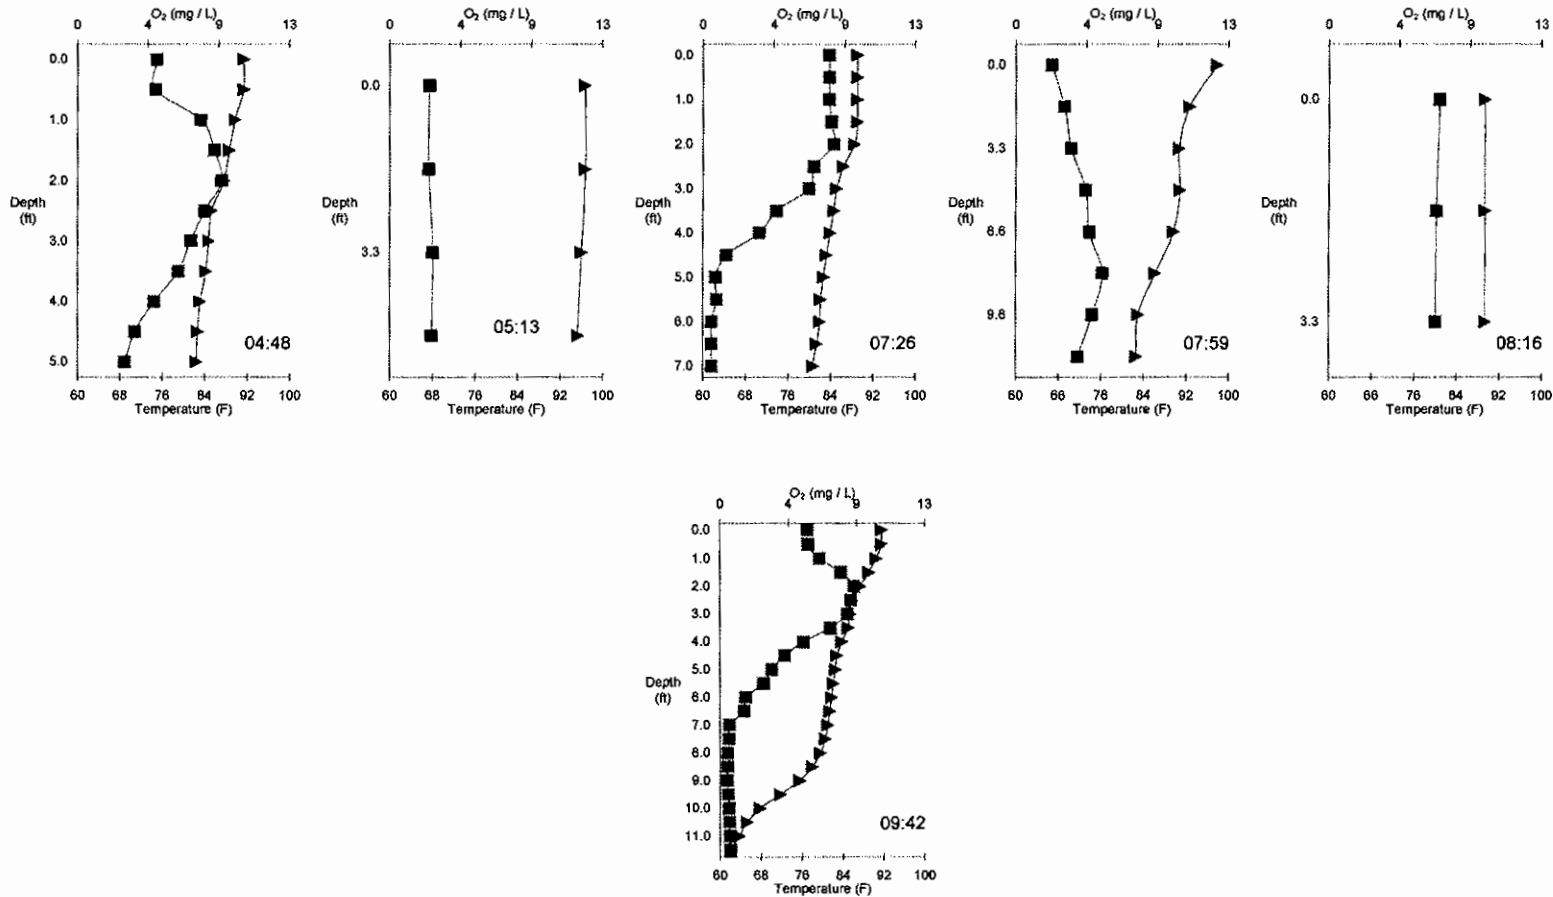 O₂ (mg / L)
0 4 9 13
0.0
1.0
2.0
3.0
4.0
5.0
Depth
(ft)
04:48
60 68 76 84 92 100
Temperature (F)
O₂ (mg / L)
0 4 9 13
0.0
3.3
Depth
(ft)
05:13
60 68 76 84 92 100
Temperature (F)
O₂ (mg / L)
0 4 9 13
0.0
1.0
2.0
3.0
4.0
5.0
6.0
7.0
Depth
(ft)
07:26
60 68 76 84 92 100
Temperature (F)
O₂ (mg / L)
0 4 9 13
0.0
3.3
8.6
9.8
Depth
(ft)
07:59
60 66 76 84 92 100
Temperature (F)
O₂ (mg / L)
0 4 9 13
0.0
3.3
Depth
(ft)
08:16
60 66 76 84 92 100
Temperature (F)
O₂ (mg / L)
0 4 9 13
0.0
1.0
2.0
3.0
4.0
5.0
6.0
7.0
8.0
9.0
10.0
11.0
Depth
(ft)
09:42
60 68 76 84 92 100
Temperature (F)